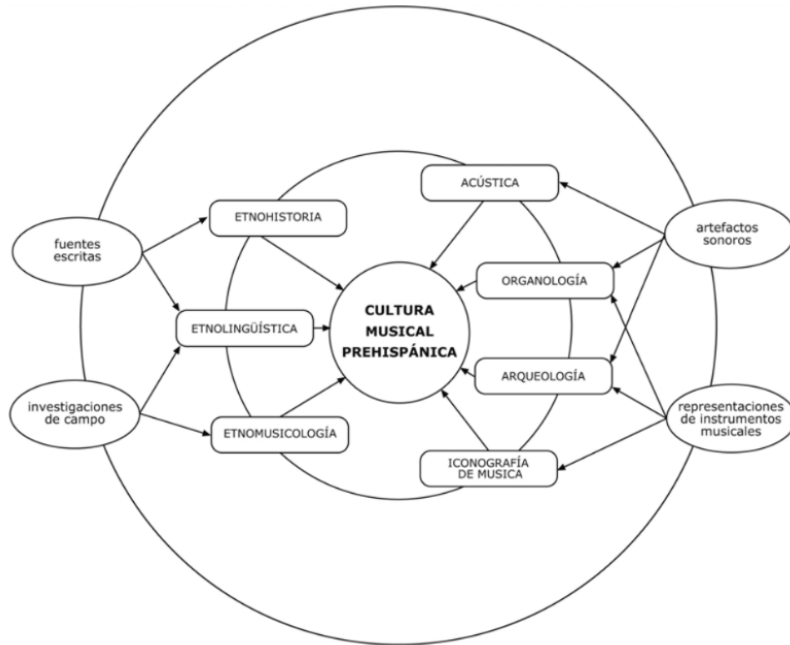 ACÚSTICA
ETNOHISTORIA
fuentes
escritas
artefactos
sonoros
ORGANOLOGÍA
CULTURA
MUSICAL
PREHISPÁNICA
ETNOLINGÜÍSTICA
ARQUEOLOGÍA
investigaciones
de campo
representaciones
de instrumentos
musicales
ETNOMUSICOLOGÍA
ICONOGRAFÍA
DE MUSICA